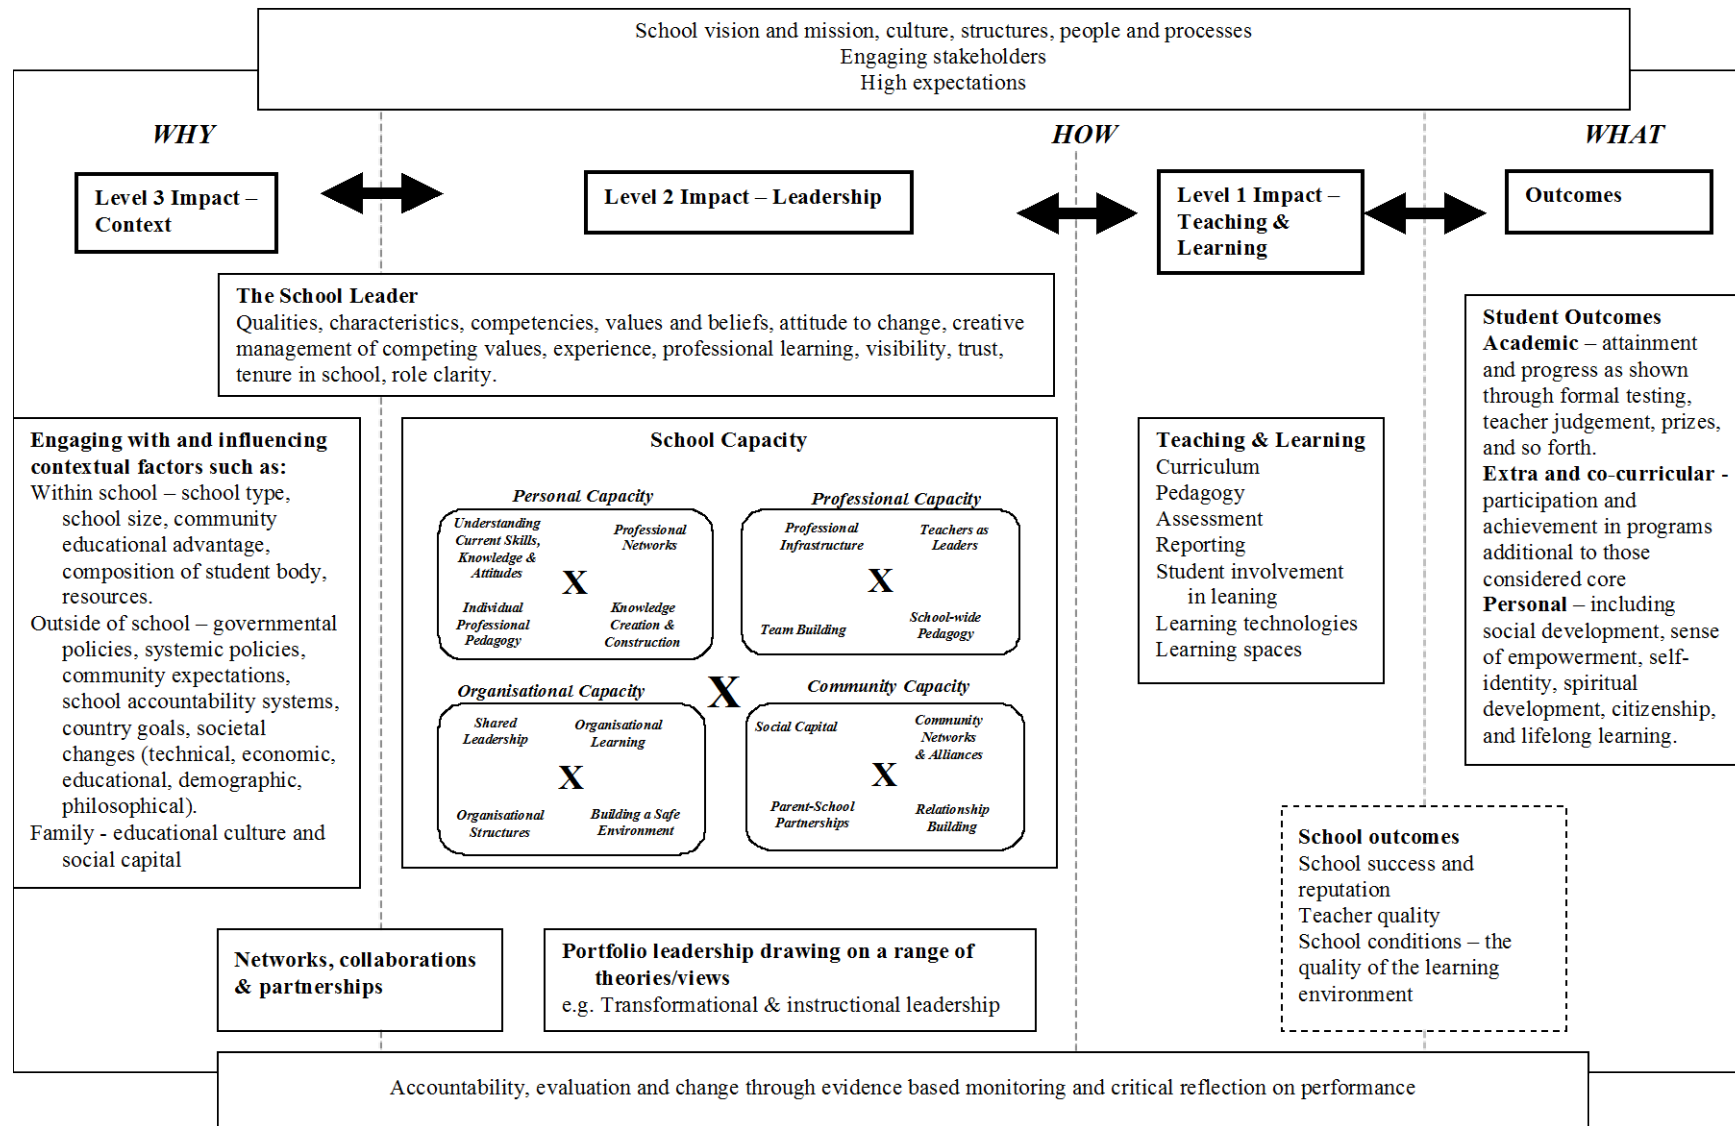 School vision and mission, culture, structures, people and processes
Engaging stakeholders
High expectations
WHY
HOW
WHAT
Level 3 Impact –
Context
Level 2 Impact – Leadership
Level 1 Impact –
Teaching &
Learning
Outcomes
The School Leader
Qualities, characteristics, competencies, values and beliefs, attitude to change, creative
management of competing values, experience, professional learning, visibility, trust,
tenure in school, role clarity.
Engaging with and influencing
contextual factors such as:
Within school – school type,
school size, community
educational advantage,
composition of student body,
resources.
Outside of school – governmental
policies, systemic policies,
community expectations,
school accountability systems,
country goals, societal
changes (technical, economic,
educational, demographic,
philosophical).
Family - educational culture and
social capital
School Capacity
Personal Capacity
Understanding
Current Skills,
Knowledge &
Attitudes
Professional
Networks
X
Individual
Professional
Pedagogy
Knowledge
Creation &
Construction
Professional Capacity
Professional
Infrastructure
Teachers as
Leaders
X
Team Building
School-wide
Pedagogy
X
Organisational Capacity
Shared
Leadership
Organisational
Learning
X
Organisational
Structures
Building a Safe
Environment
Community Capacity
Social Capital
Community
Networks
& Alliances
X
Parent-School
Partnerships
Relationship
Building
Teaching & Learning
Curriculum
Pedagogy
Assessment
Reporting
Student involvement
in leaning
Learning technologies
Learning spaces
Student Outcomes
Academic – attainment
and progress as shown
through formal testing,
teacher judgement, prizes,
and so forth.
Extra and co-curricular -
participation and
achievement in programs
additional to those
considered core
Personal – including
social development, sense
of empowerment, self-
identity, spiritual
development, citizenship,
and lifelong learning.
School outcomes
School success and
reputation
Teacher quality
School conditions – the
quality of the learning
environment
Networks, collaborations
& partnerships
Portfolio leadership drawing on a range of
theories/views
e.g. Transformational & instructional leadership
Accountability, evaluation and change through evidence based monitoring and critical reflection on performance